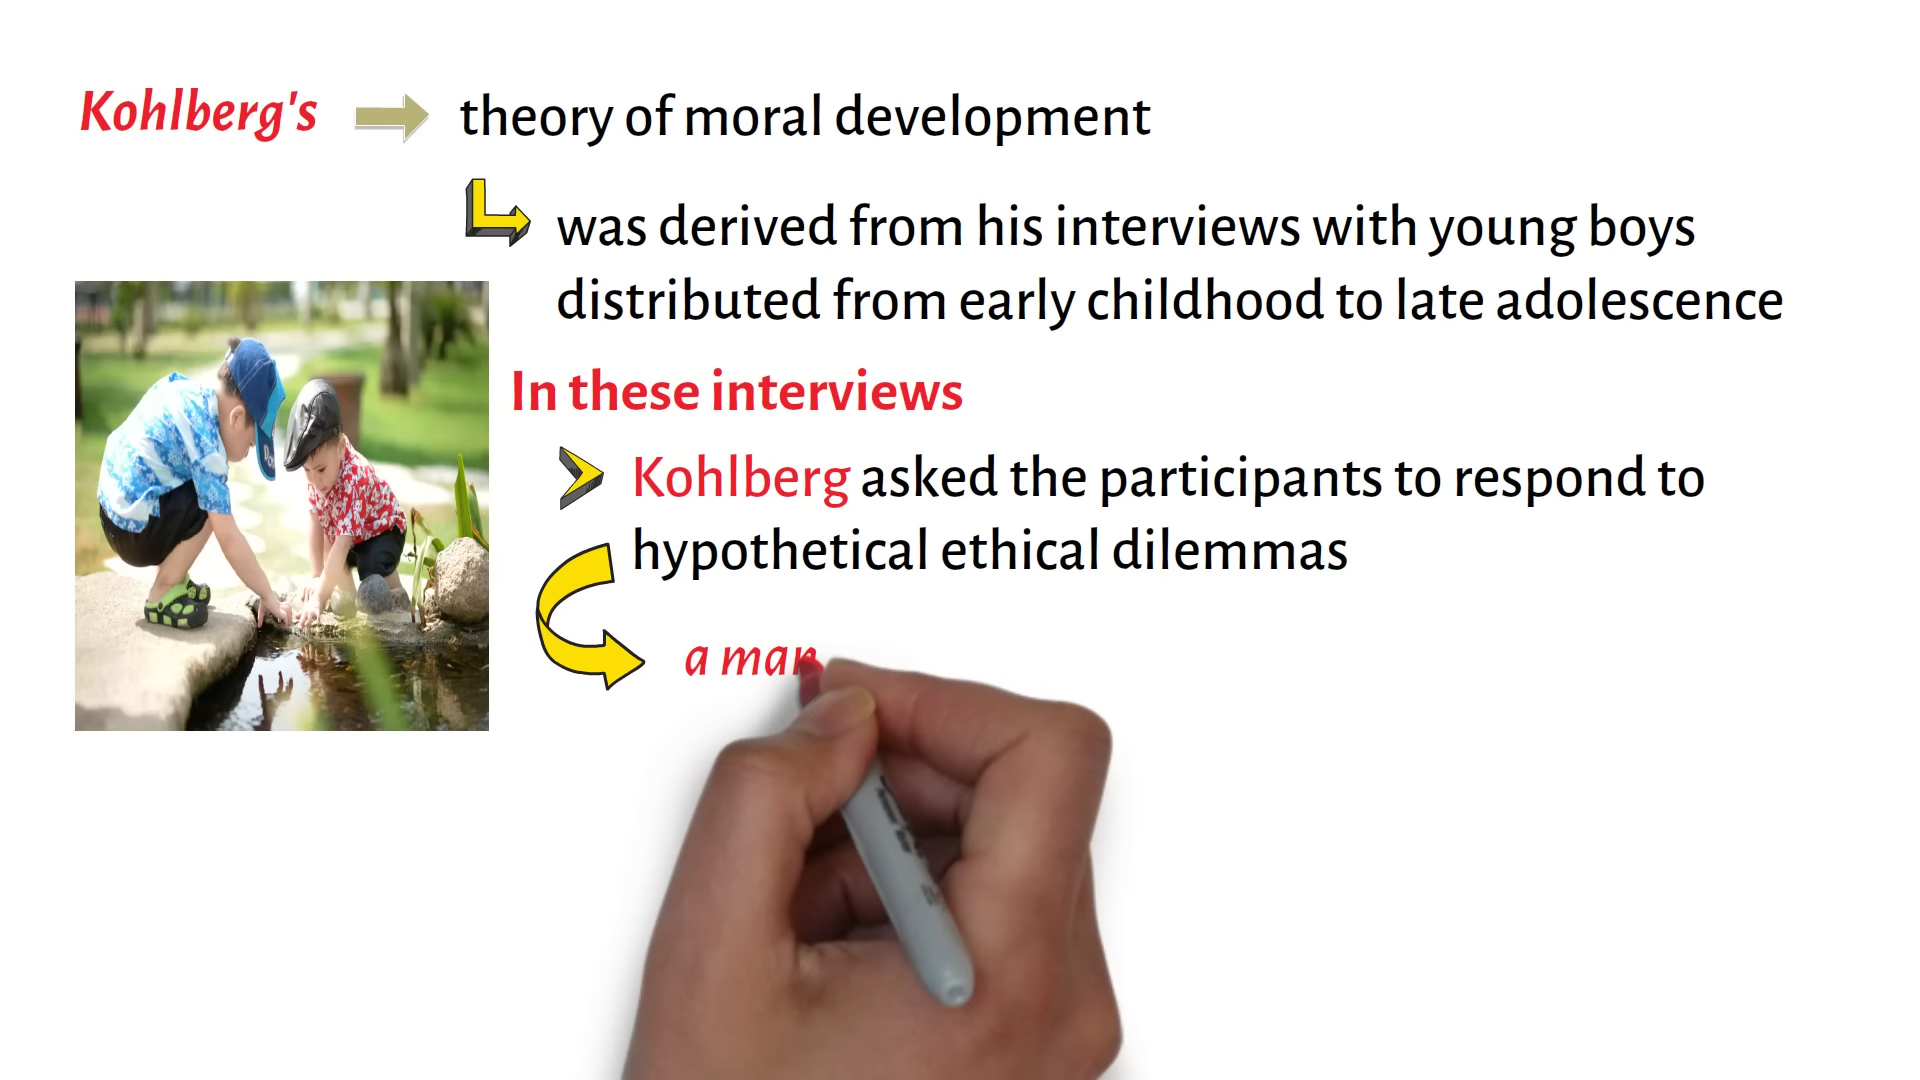 Kohlberg's theory of moral development
was derived from his interviews with young boys
distributed from early childhood to late adolescence
In these interviews
Kohlberg asked the participants to respond to
hypothetical ethical dilemmas
a man